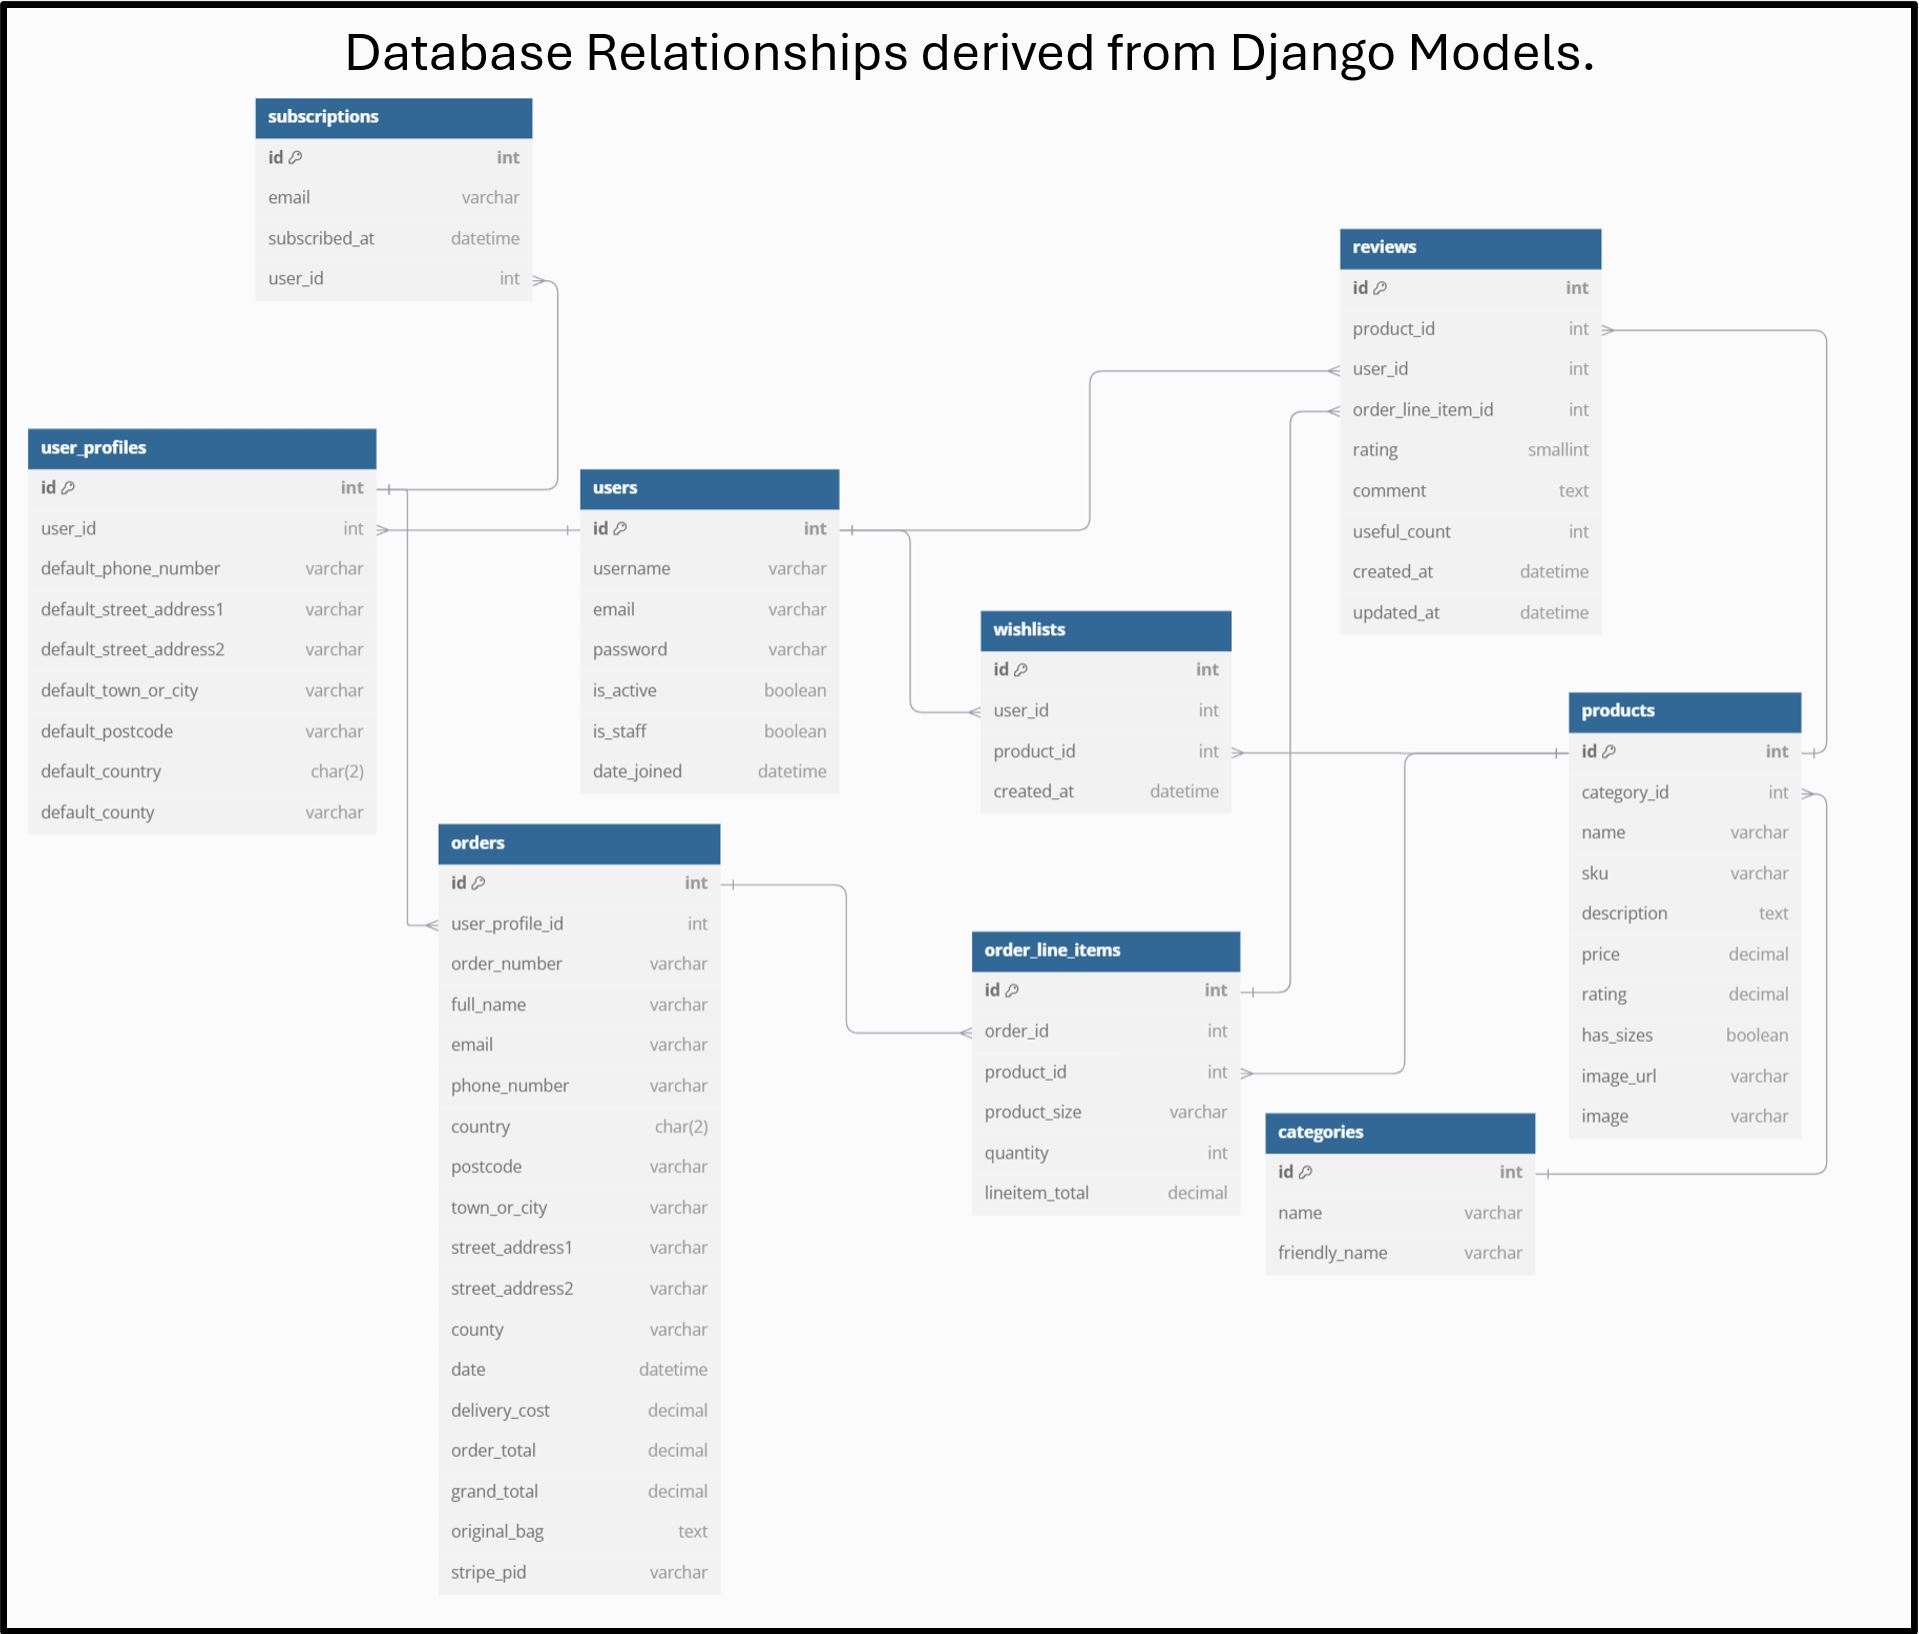 Database Relationships derived from Django Models.
subscriptions
id int
email varchar
subscribed_at datetime
user_id int
user_profiles
id int
user_id int
default_phone_number varchar
default_street_address1 varchar
default_street_address2 varchar
default_town_or_city varchar
default_postcode varchar
default_country char(2)
default_county varchar
users
id int
username varchar
email varchar
password varchar
is_active boolean
is_staff boolean
date_joined datetime
orders
id int
user_profile_id int
order_number varchar
full_name varchar
email varchar
phone_number varchar
country char(2)
postcode varchar
town_or_city varchar
street_address1 varchar
street_address2 varchar
county varchar
date datetime
delivery_cost decimal
order_total decimal
grand_total decimal
original_bag text
stripe_pid varchar
wishlists
id int
user_id int
product_id int
created_at datetime
order_line_items
id int
order_id int
product_id int
product_size varchar
quantity int
lineitem_total decimal
reviews
id int
product_id int
user_id int
order_line_item_id int
rating smallint
comment text
useful_count int
created_at datetime
updated_at datetime
products
id int
category_id int
name varchar
sku varchar
description text
price decimal
rating decimal
has_sizes boolean
image_url varchar
image varchar
categories
id int
name varchar
friendly_name varchar